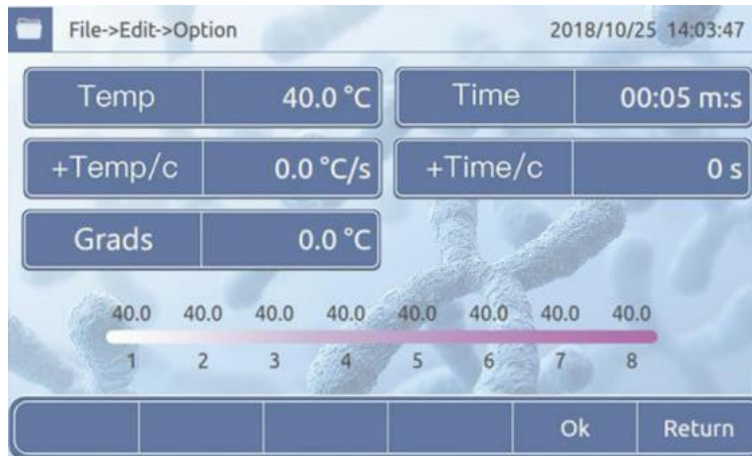 File->Edit->Option 2018/10/25 14:03:47
Temp 40.0 °C Time 00:05 m:s
+Temp/c 0.0 °C/s +Time/c 0 s
Grads 0.0 °C
40.0 40.0 40.0 40.0 40.0 40.0 40.0 40.0
1 2 3 4 5 6 7 8
Ok Return